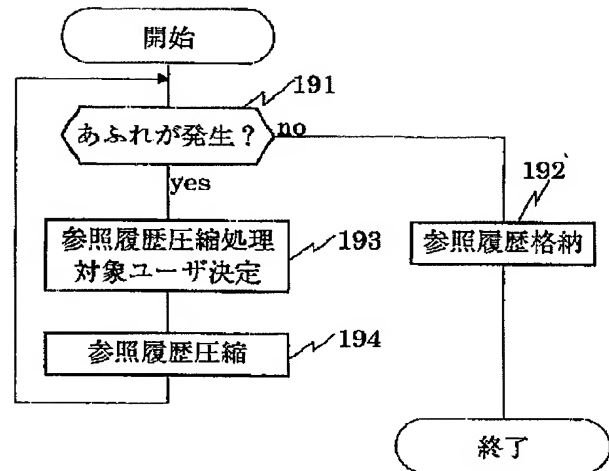 開始
191
あふれが発生？
no
yes
192
参照履歴圧縮処理
対象ユーザ決定
193
参照履歴格納
参照履歴圧縮
194
終了